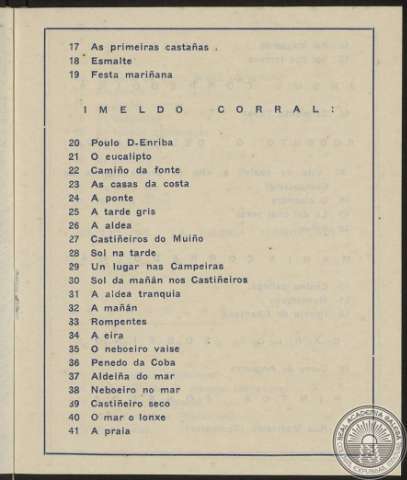 17 As primeiras castañas
18 Esmalte
19 Festa mariñana
IMELDO CORRAL:
20 Poulo D-Enriba
21 O eucalipto
22 Camiño da fonte
23 As casas da costa
24 A ponte
25 A tarde gris
26 A aldea
27 Castiñeiros do Muiño
28 Sol na tarde
29 Un lugar nas Campeiras
30 Sol da mañán nos Castiñeiros
31 A aldea tranquia
32 A mañán
33 Rompentes
34 A eira
35 O neboeiro vaise
36 Penedo da Coba
37 Aldeiña do mar
38 Neboeiro no mar
39 Castiñeiro seco
40 O mar o lonxe
41 A praia
REAL ACADEMIA GALEGA